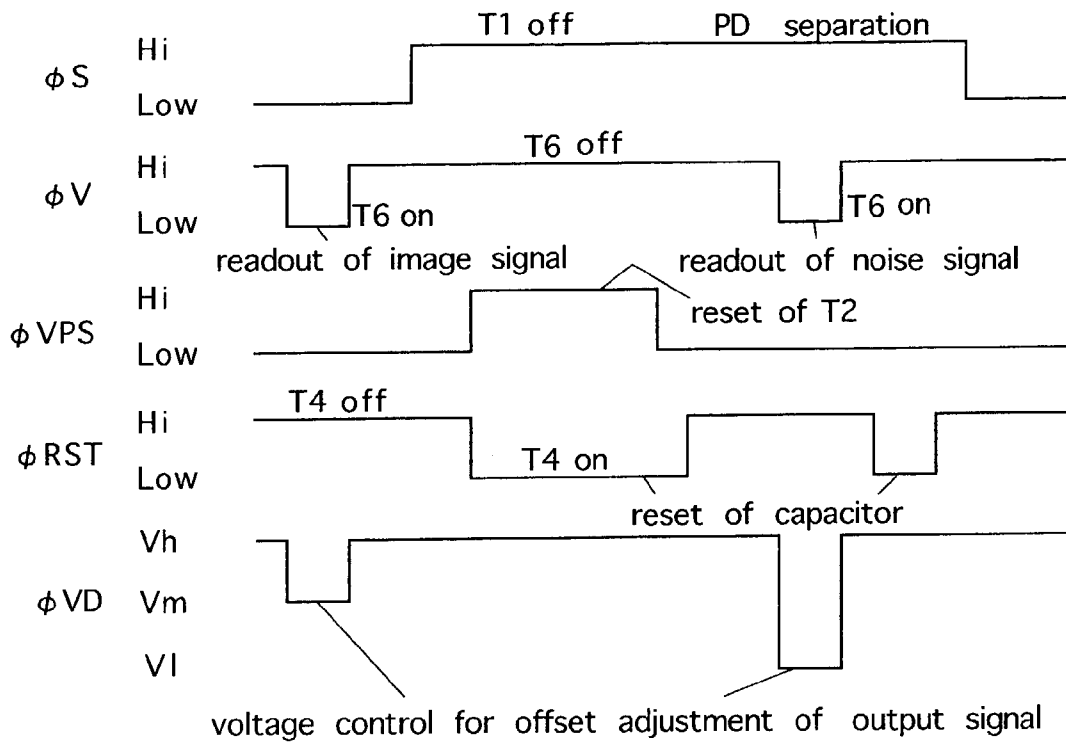 T1 off PD separation
Hi
ϕS
Low
Hi
T6 off
ϕV
Low
T6 on
T6 on
readout of image signal
readout of noise signal
Hi
reset of T2
ϕVPS
Low
T4 off
Hi
ϕRST
Low
T4 on
reset of capacitor
Vh
ϕVD
Vm
Vl
voltage control for offset adjustment of output signal